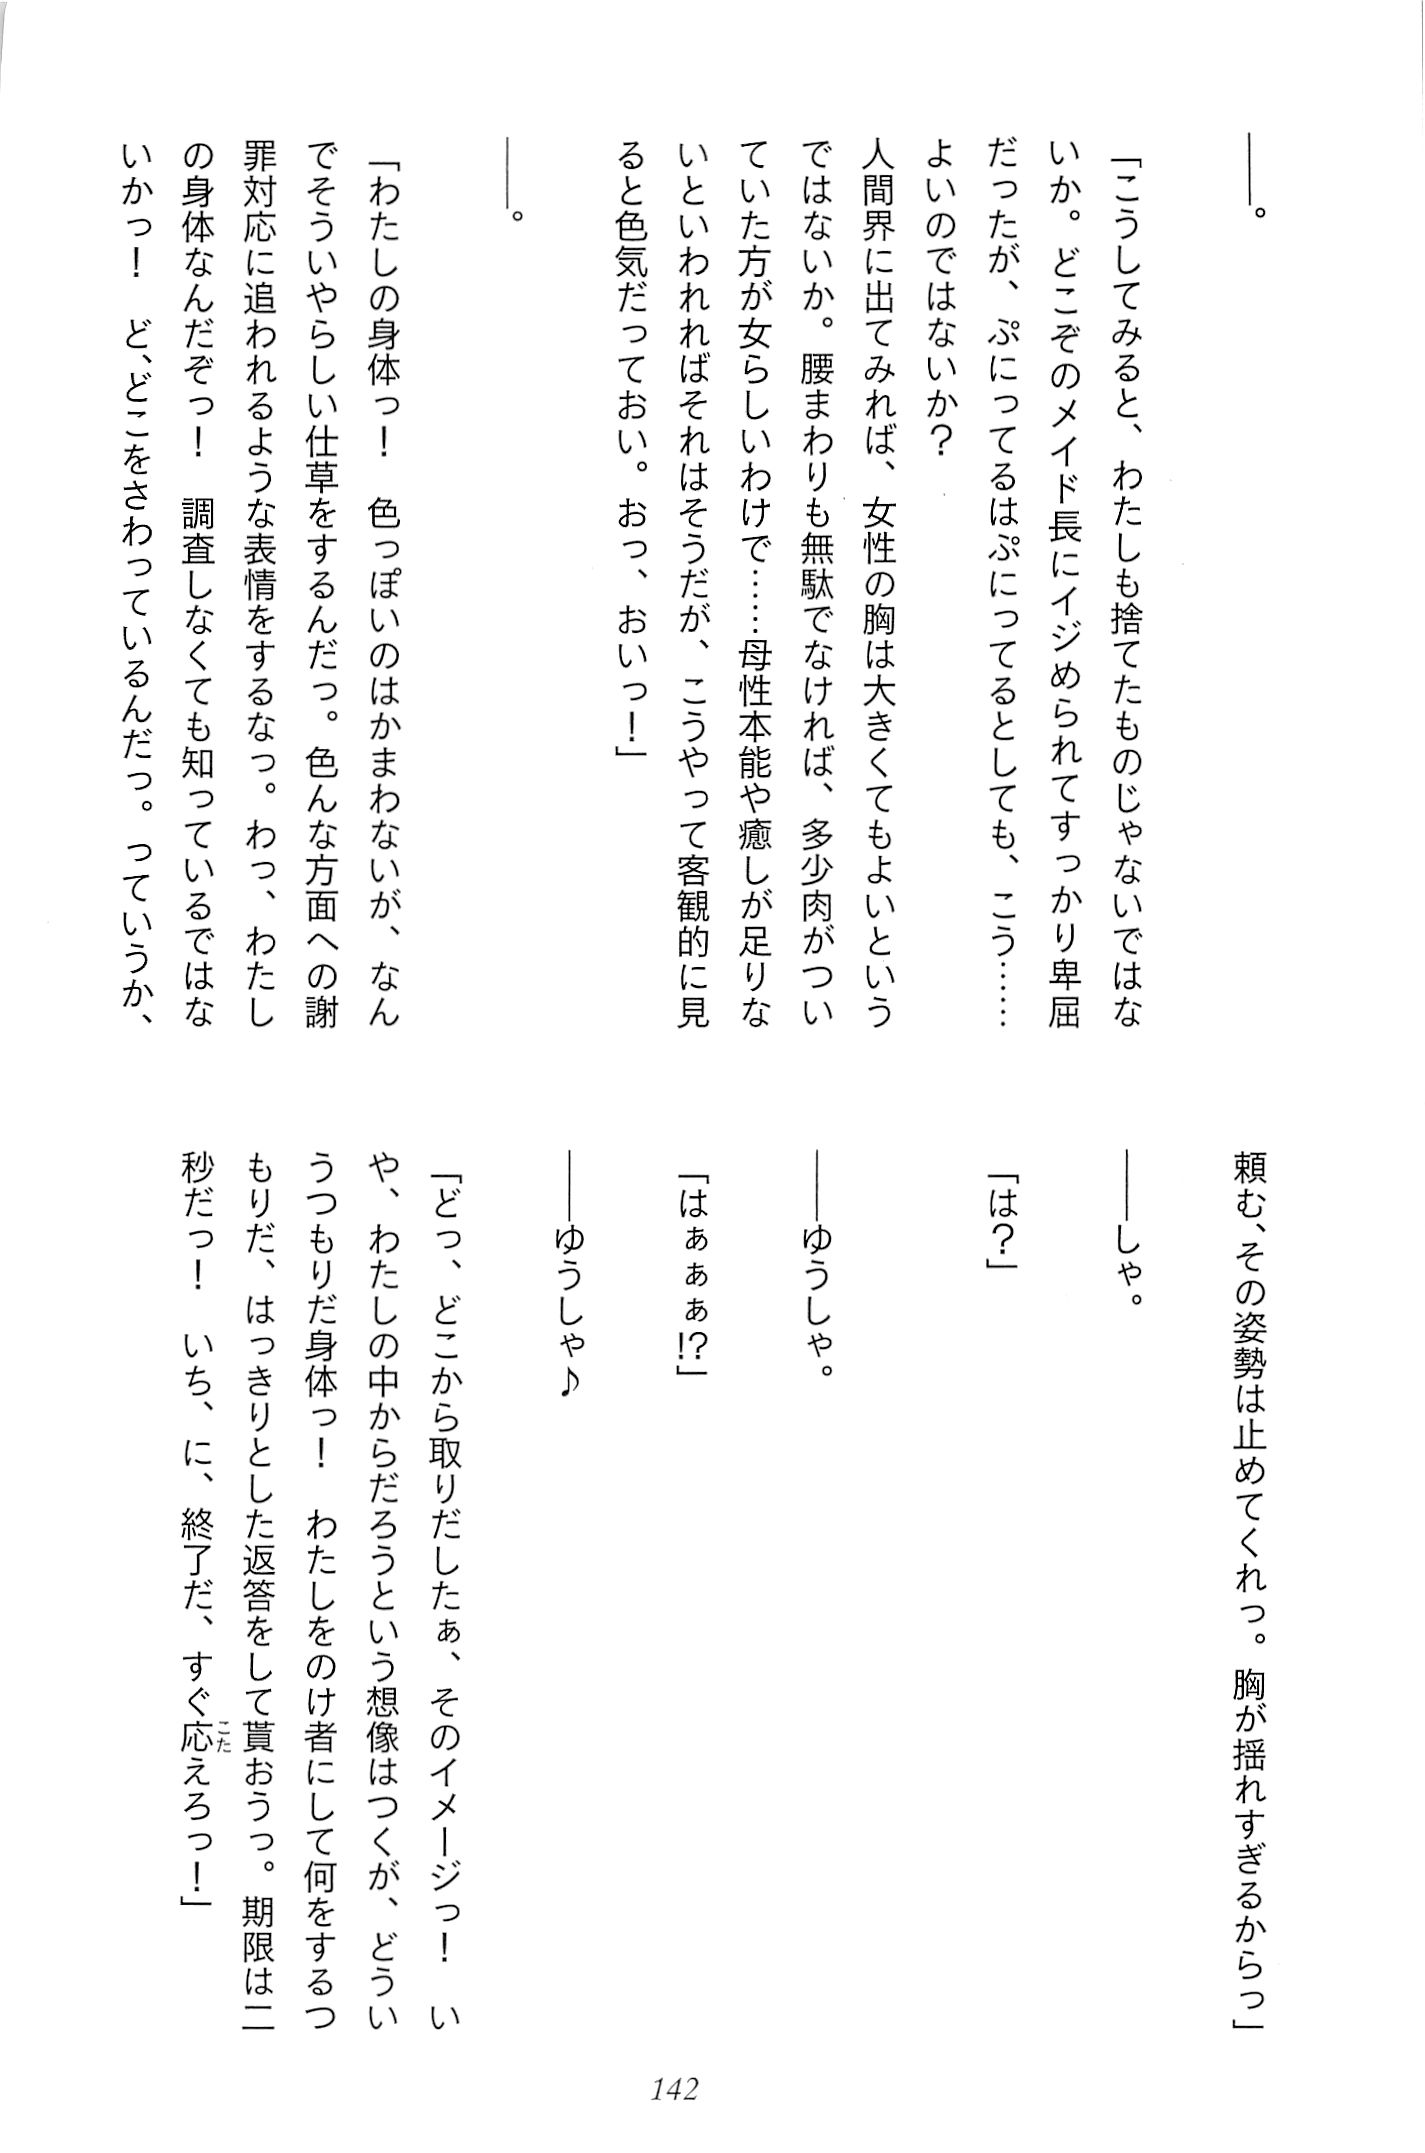 ――。
「こうしてみると、わたしも捨てたものじゃないではな
いか。どこぞのメイド長にイジめられてすっかり卑屈
だったが、ぷにってるはぷにってるとしても、こう……
よいのではないか？
人間界に出てみれば、女性の胸は大きくてもよいという
ではないか。腰まわりも無駄でなければ、多少肉がつい
ていた方が女らしいわけで……母性本能や癒しが足りな
いといわれればそれはそうだが、こうやって客観的に見
ると色気だっておい。おっ、おいっ！」
――。
「わたしの身体っ！　色っぽいのはかまわないが、なん
でそういやらしい仕草をするんだっ。色んな方面への謝
罪対応に追われるような表情をするなっ。わっ、わたし
の身体なんだぞっ！　調査しなくても知っているではな
いかっ！　ど、どこをさわっているんだっ。っていうか、
頼む、その姿勢は止めてくれっ。胸が揺れすぎるからっ」
――しゃ。
「は？」
――ゆうしゃ。
「はぁぁぁ!?」
――ゆうしゃ♪
「どっ、どこから取りだしたぁ、そのイメージっ！　い
や、わたしの中からだろうという想像はつくが、どうい
うつもりだ身体っ！　わたしをのけ者にして何をするつ
もりだ、はっきりとした返答をして貰おうっ。期限は二
秒だっ！　いち、に、終了だ、すぐ応こたえろっ！」
142